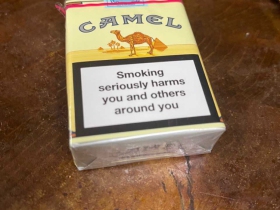 CAMEL
Smoking
seriously harms
you and others
around you